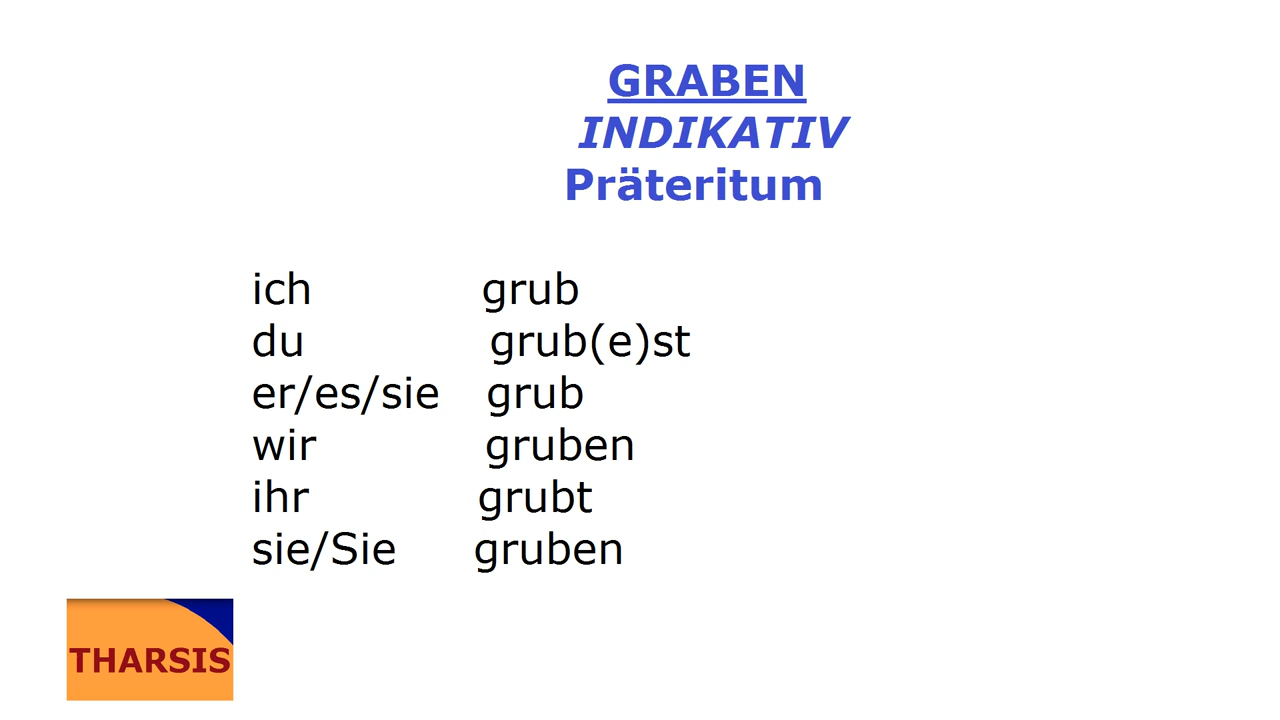 GRABEN
INDIKATIV
Präteritum
ich grub
du grub(e)st
er/es/sie grub
wir gruben
ihr grubt
sie/Sie gruben
THARSIS